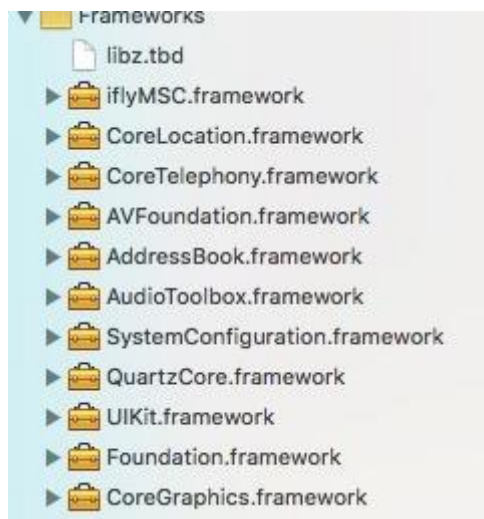 Frameworks
libz.tbd
iflyMSC.framework
CoreLocation.framework
CoreTelephony.framework
AVFoundation.framework
AddressBook.framework
AudioToolbox.framework
SystemConfiguration.framework
QuartzCore.framework
UIKit.framework
Foundation.framework
CoreGraphics.framework